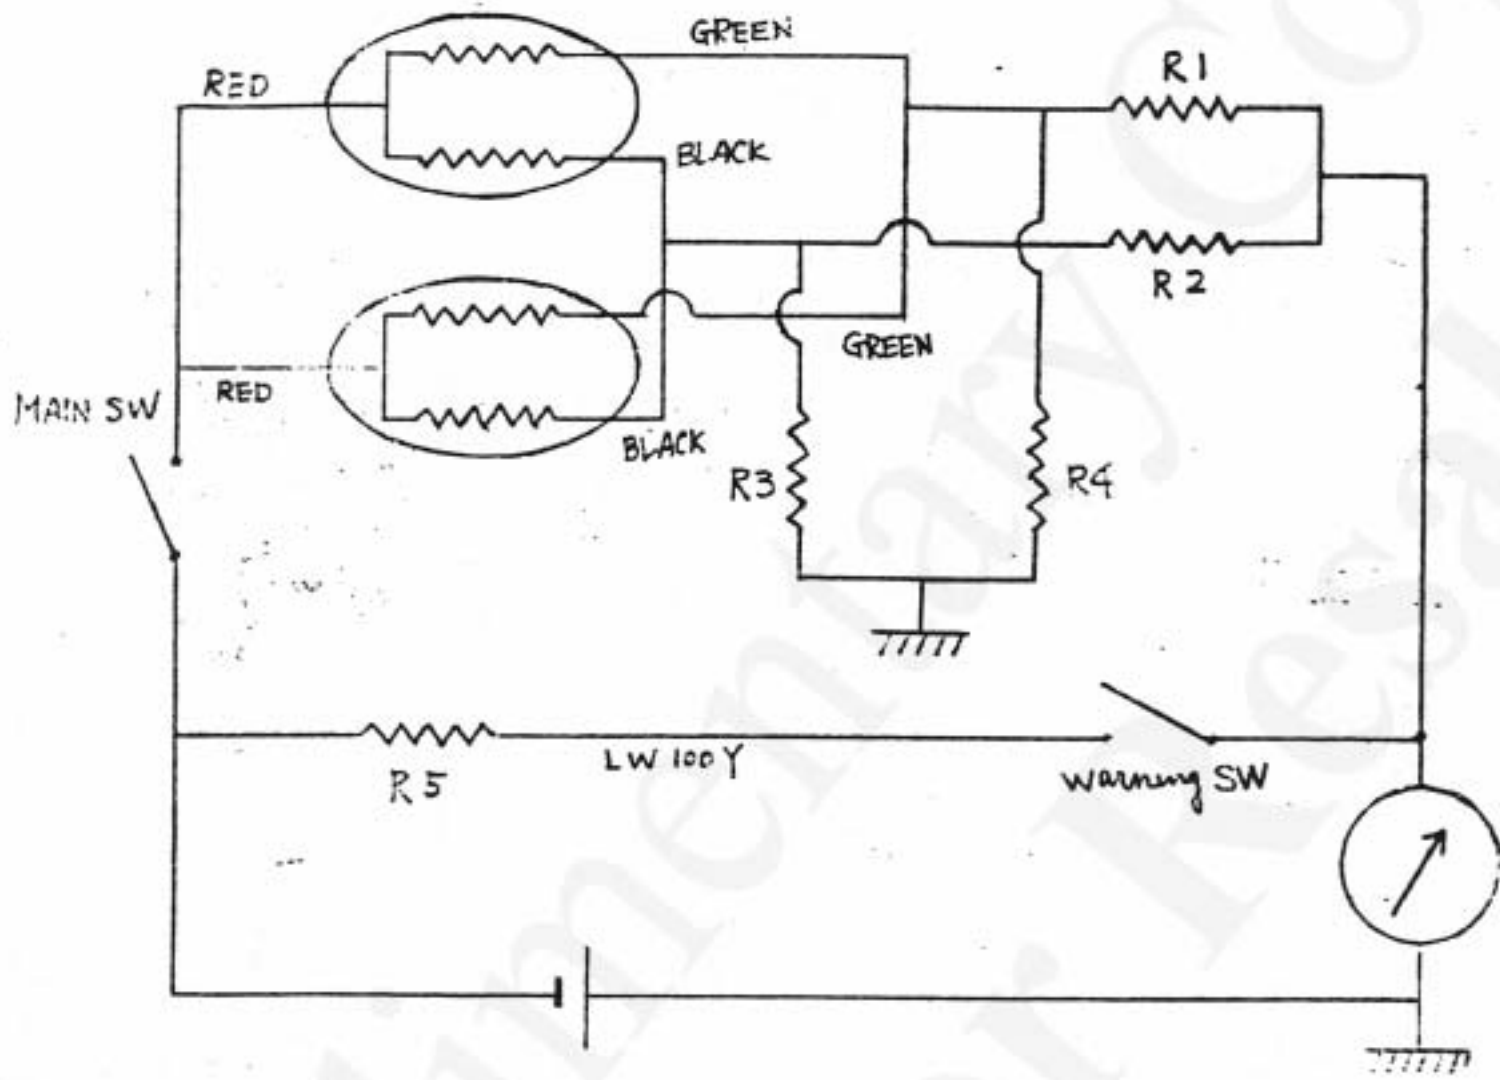 GREEN
R1
RED
BLACK
R2
GREEN
RED
MAIN SW
BLACK
R3
R4
LW 100Y
R5
Warning SW